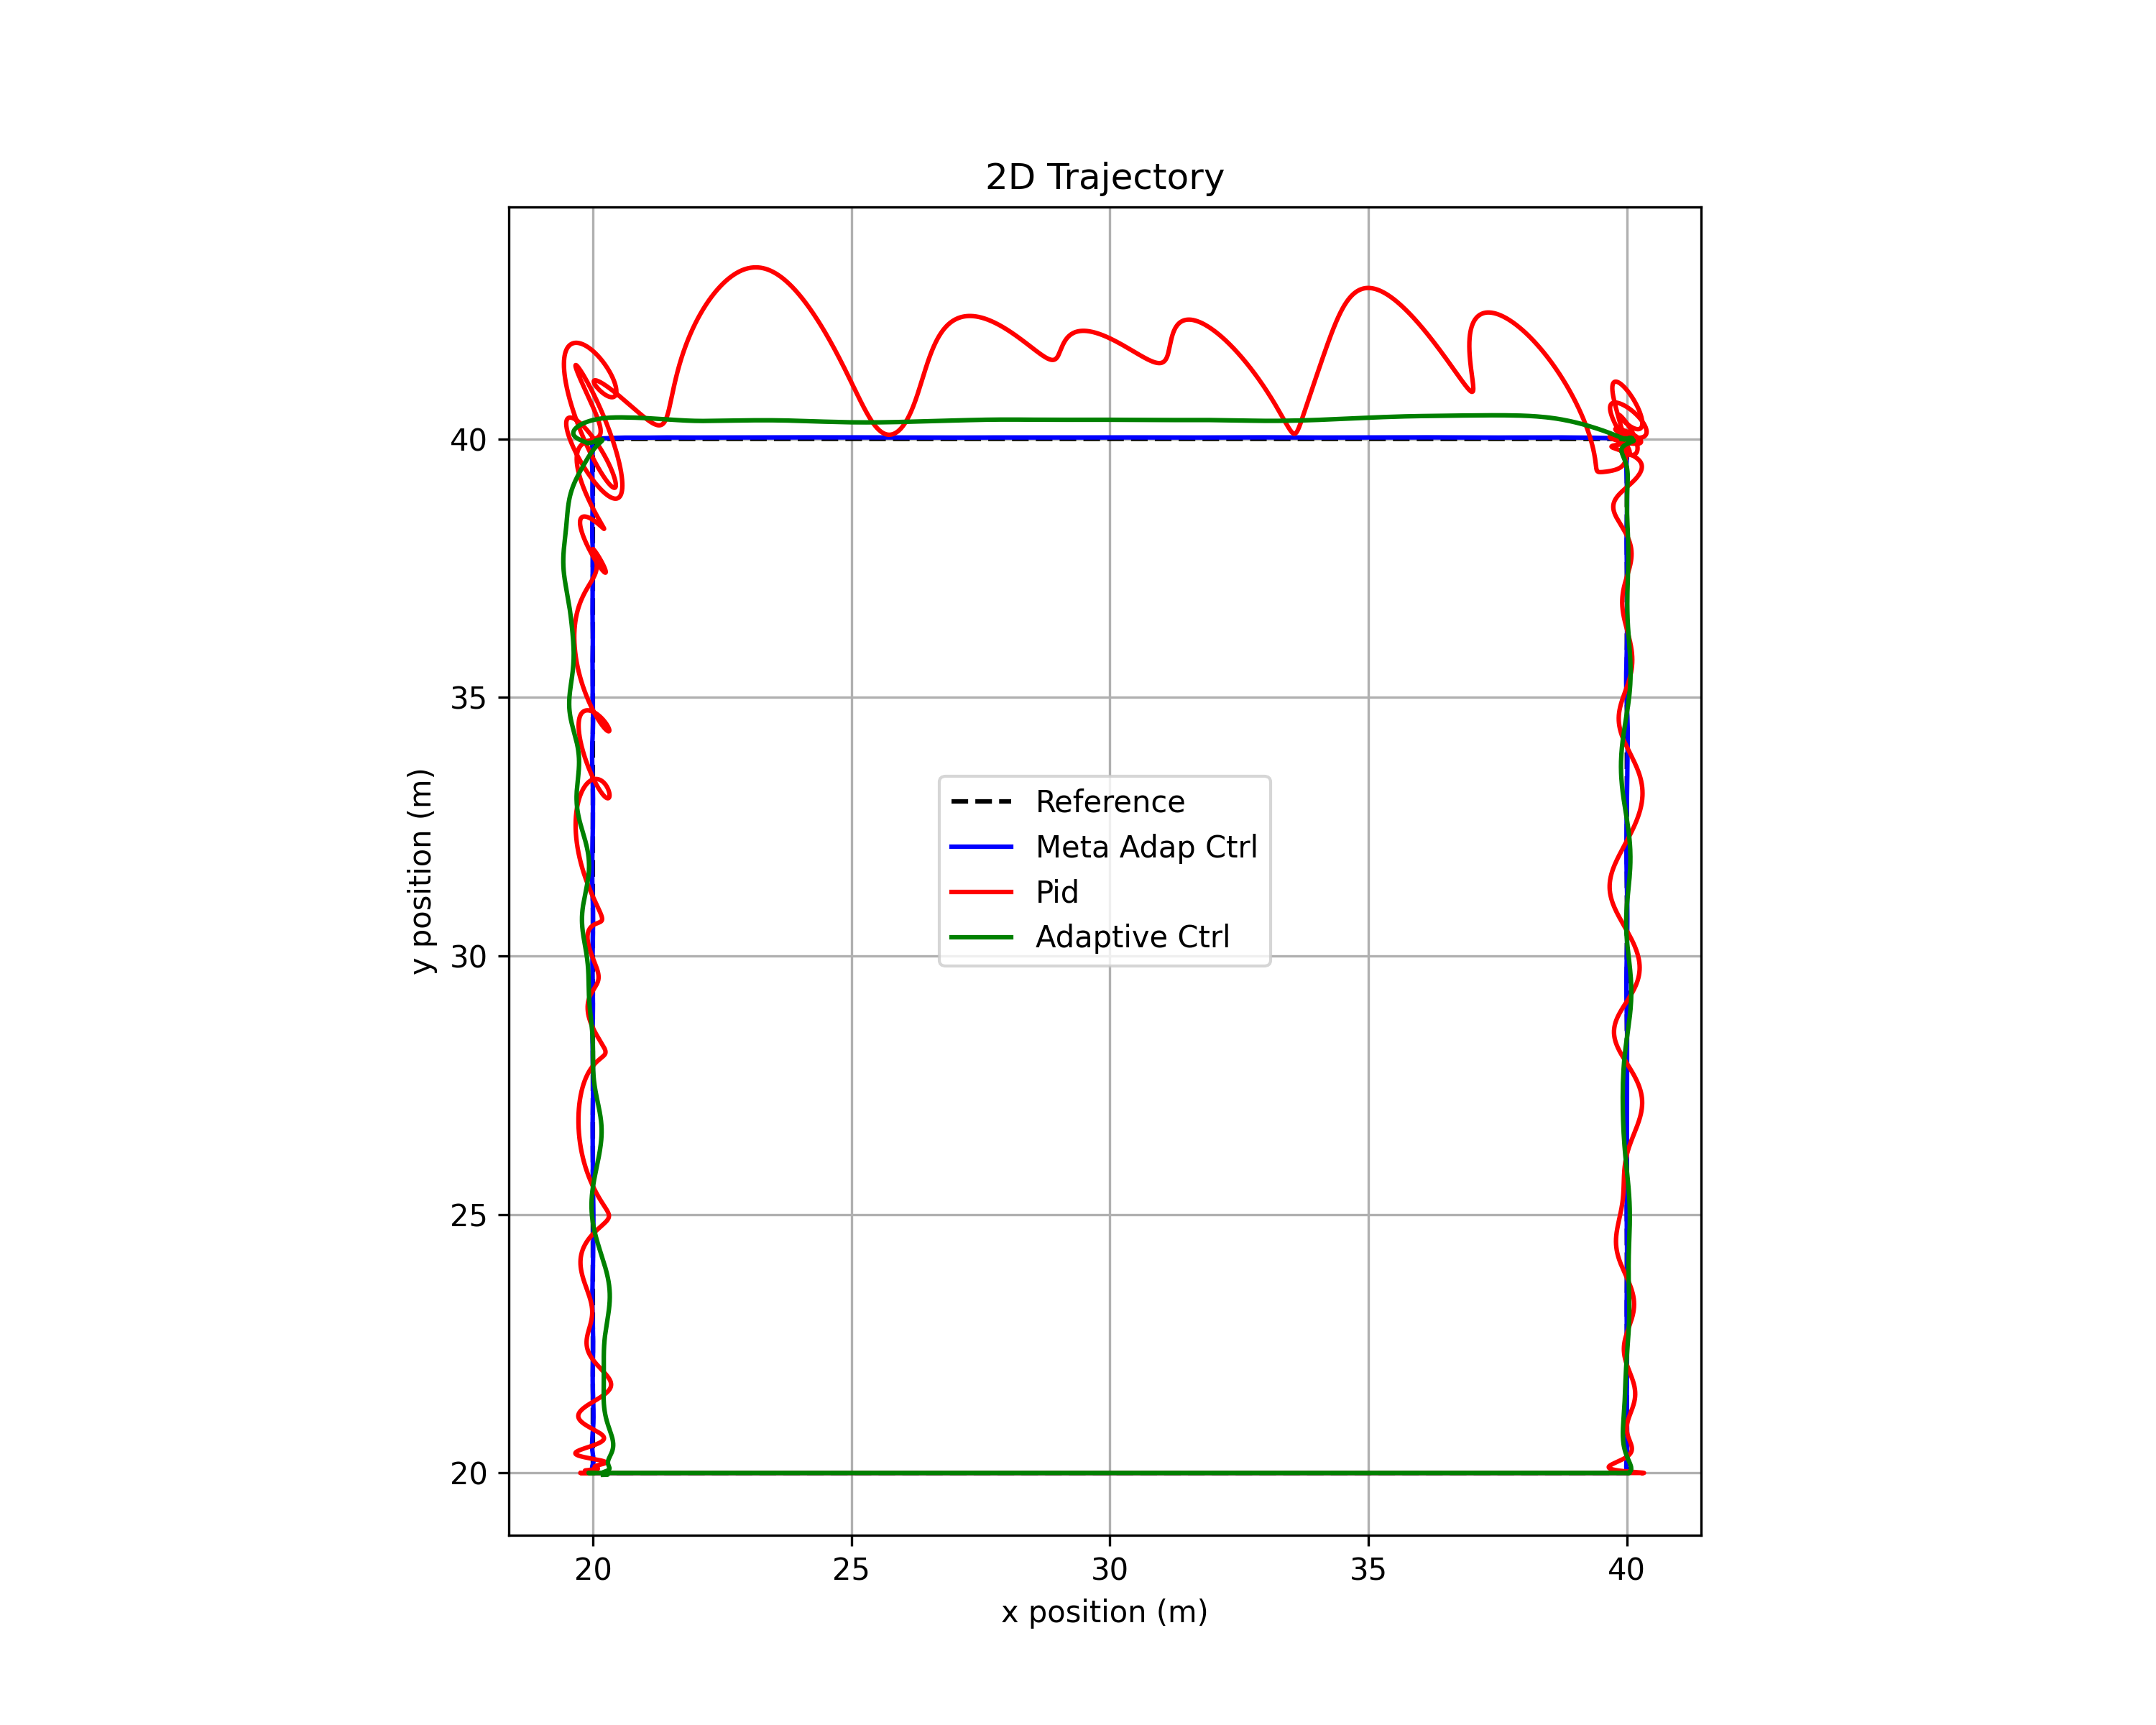 2D Trajectory
y position (m)
40
35
30
25
20
Reference
Meta Adap Ctrl
Pid
Adaptive Ctrl
20 25 30 35 40
x position (m)